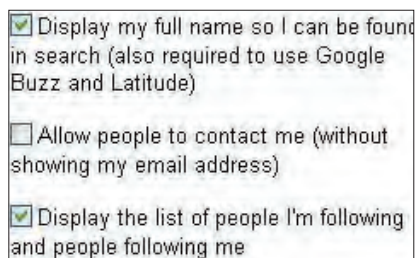 Display my full name so I can be found
in search (also required to use Google
Buzz and Latitude)
Allow people to contact me (without
showing my email address)
Display the list of people I'm following
and people following me